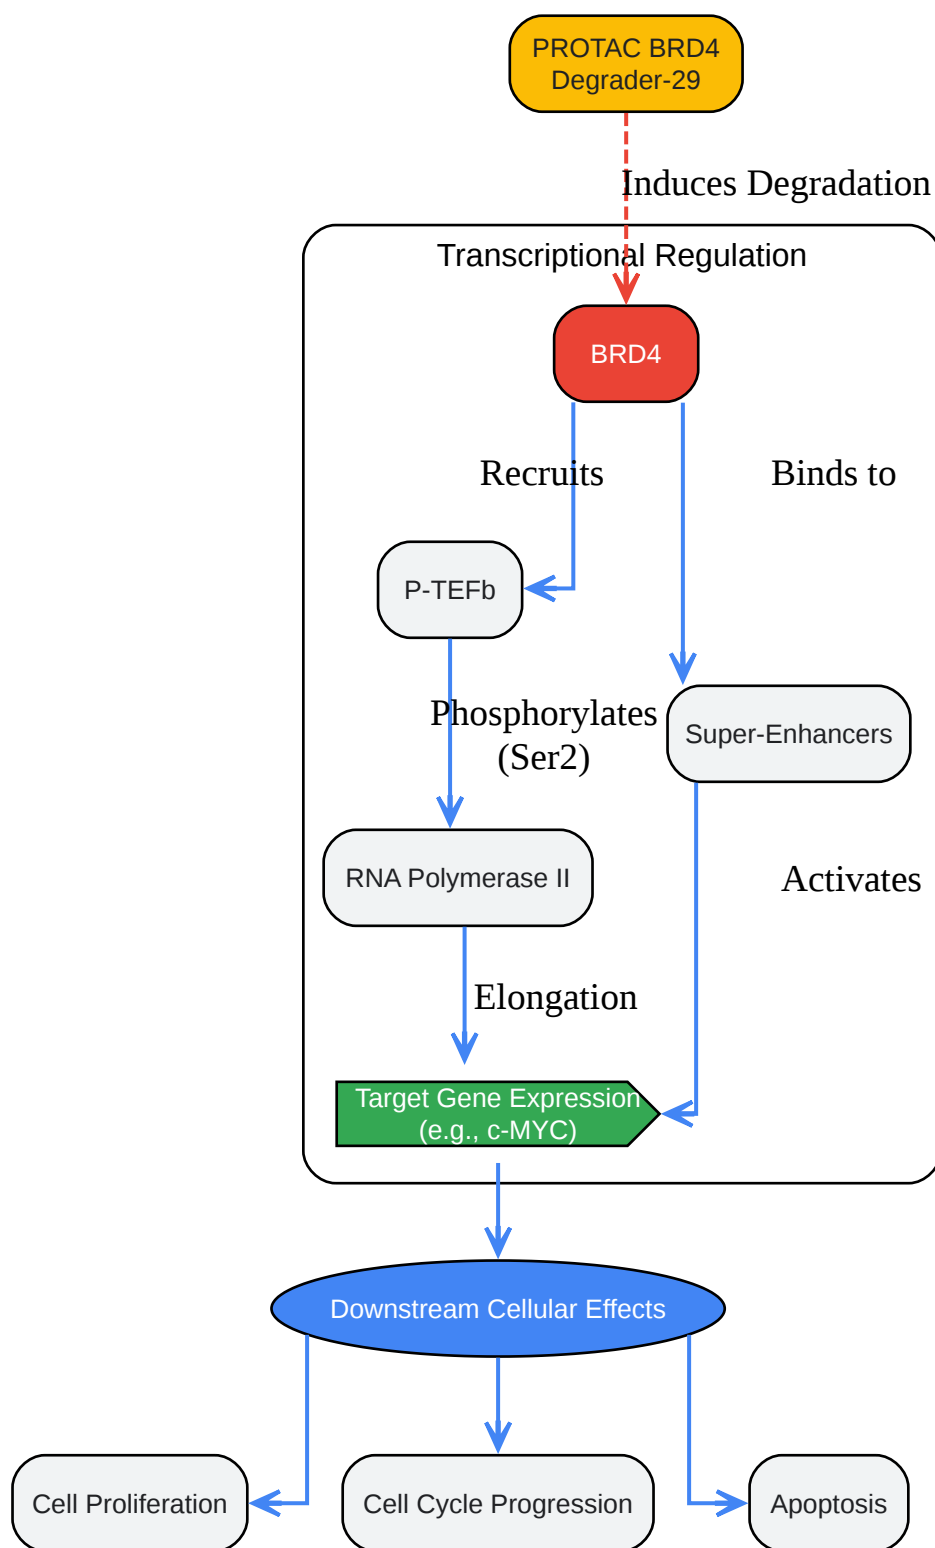 PROTAC BRD4
Degrader-29
Induces Degradation
Transcriptional Regulation
BRD4
Recruits
Binds to
P-TEFb
Phosphorylates
(Ser2)
Super-Enhancers
RNA Polymerase II
Activates
Elongation
Target Gene Expression
(e.g., c-MYC)
Downstream Cellular Effects
Cell Proliferation
Cell Cycle Progression
Apoptosis